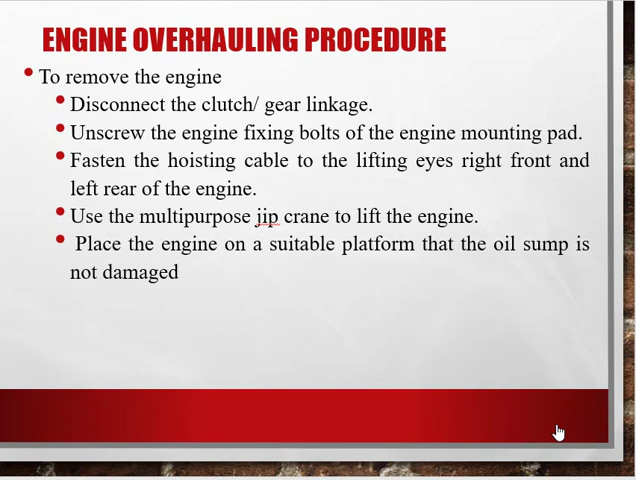 ENGINE OVERHAULING PROCEDURE
• To remove the engine
• Disconnect the clutch/ gear linkage.
• Unscrew the engine fixing bolts of the engine mounting pad.
• Fasten the hoisting cable to the lifting eyes right front and
left rear of the engine.
• Use the multipurpose jip crane to lift the engine.
• Place the engine on a suitable platform that the oil sump is
not damaged